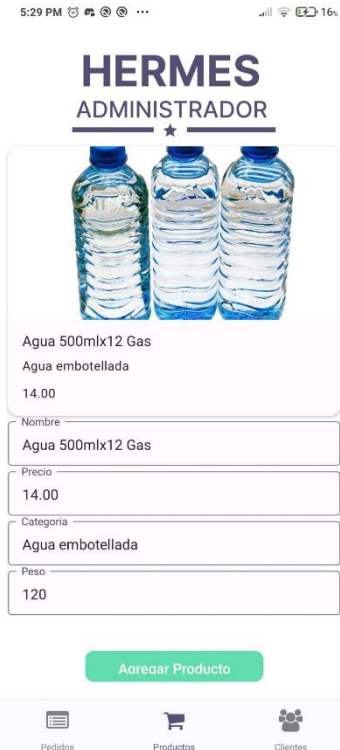 5:29 PM
16%
HERMES
ADMINISTRADOR
Agua 500mlx12 Gas
Agua embotellada
14.00
Nombre
Agua 500mlx12 Gas
Precio
14.00
Categoria
Agua embotellada
Peso
120
Agregar Producto
Pedidos
Productos
Clientes